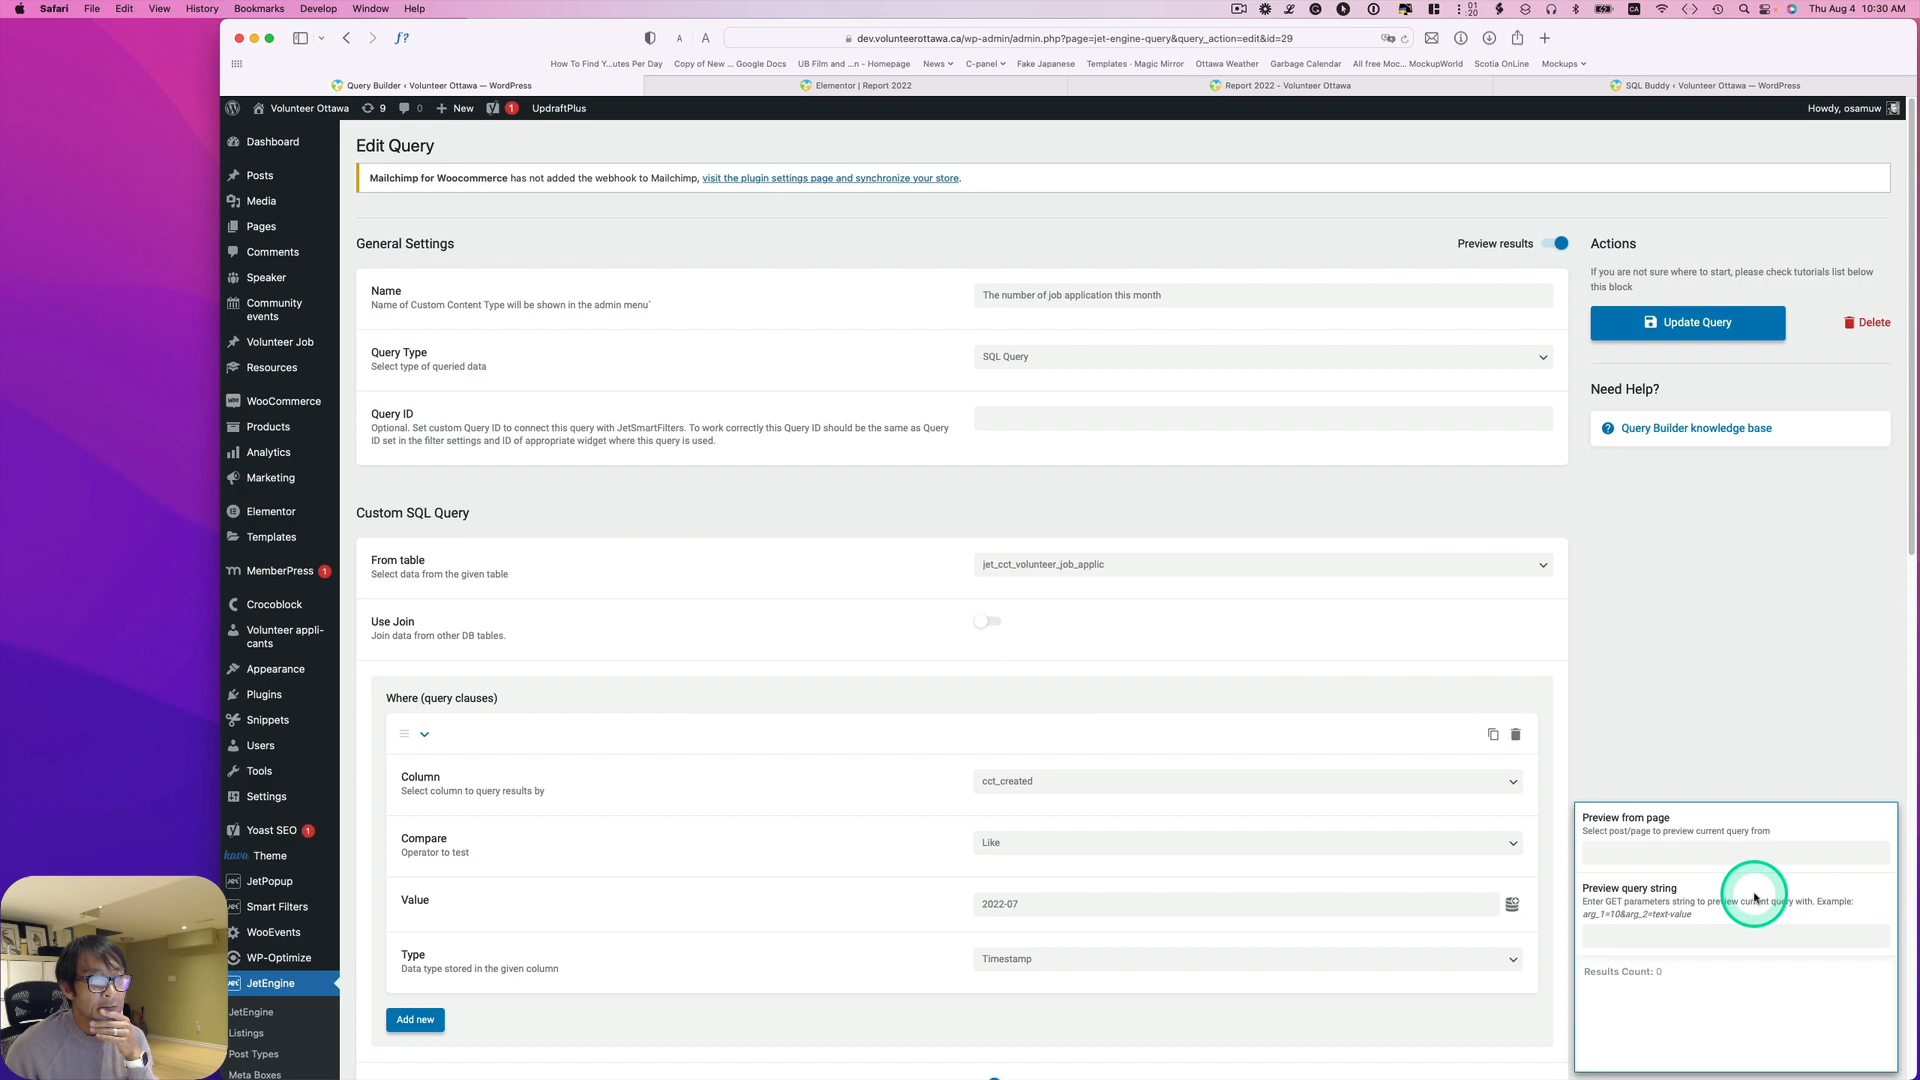 Safari File Edit View History Bookmarks Develop Window Help
01
:20
CA
Thu Aug 4 10:30 AM
f?
A A
dev.volunteerottawa.ca/wp-admin/admin.php?page=jet-engine-query&query_action=edit&id=29
How To Find Y...utes Per Day Copy of New ... Google Docs UB Film and ...n - Homepage News C-panel Fake Japanese Templates · Magic Mirror Ottawa Weather Garbage Calendar All free Moc... MockupWorld Scotia OnLine Mockups
Query Builder ‹ Volunteer Ottawa — WordPress Elementor | Report 2022 Report 2022 - Volunteer Ottawa SQL Buddy ‹ Volunteer Ottawa — WordPress
Volunteer Ottawa 9 0 New 1 UpdraftPlus Howdy, osamuw
Dashboard
Posts
Media
Pages
Comments
Speaker
Community
events
Volunteer Job
Resources
WooCommerce
Products
Analytics
Marketing
Elementor
Templates
MemberPress 1
Crocoblock
Volunteer appli-
cants
Appearance
Plugins
Snippets
Users
Tools
Settings
Yoast SEO 1
kava Theme
JetPopup
Smart Filters
WooEvents
WP-Optimize
JetEngine
JetEngine
Listings
Post Types
Meta Boxes
Edit Query
Mailchimp for Woocommerce has not added the webhook to Mailchimp, visit the plugin settings page and synchronize your store.
General Settings Preview results
Name
Name of Custom Content Type will be shown in the admin menu`
The number of job application this month
Query Type
Select type of queried data
SQL Query
Query ID
Optional. Set custom Query ID to connect this query with JetSmartFilters. To work correctly this Query ID should be the same as Query
ID set in the filter settings and ID of appropriate widget where this query is used.
Custom SQL Query
From table
Select data from the given table
jet_cct_volunteer_job_applic
Use Join
Join data from other DB tables.
Where (query clauses)
Column
Select column to query results by
cct_created
Compare
Operator to test
Like
Value
2022-07
Type
Data type stored in the given column
Timestamp
Add new
Actions
If you are not sure where to start, please check tutorials list below
this block
Update Query Delete
Need Help?
Query Builder knowledge base
Preview from page
Select post/page to preview current query from
Preview query string
Enter GET parameters string to preview current query with. Example:
arg_1=10&arg_2=text-value
Results Count: 0